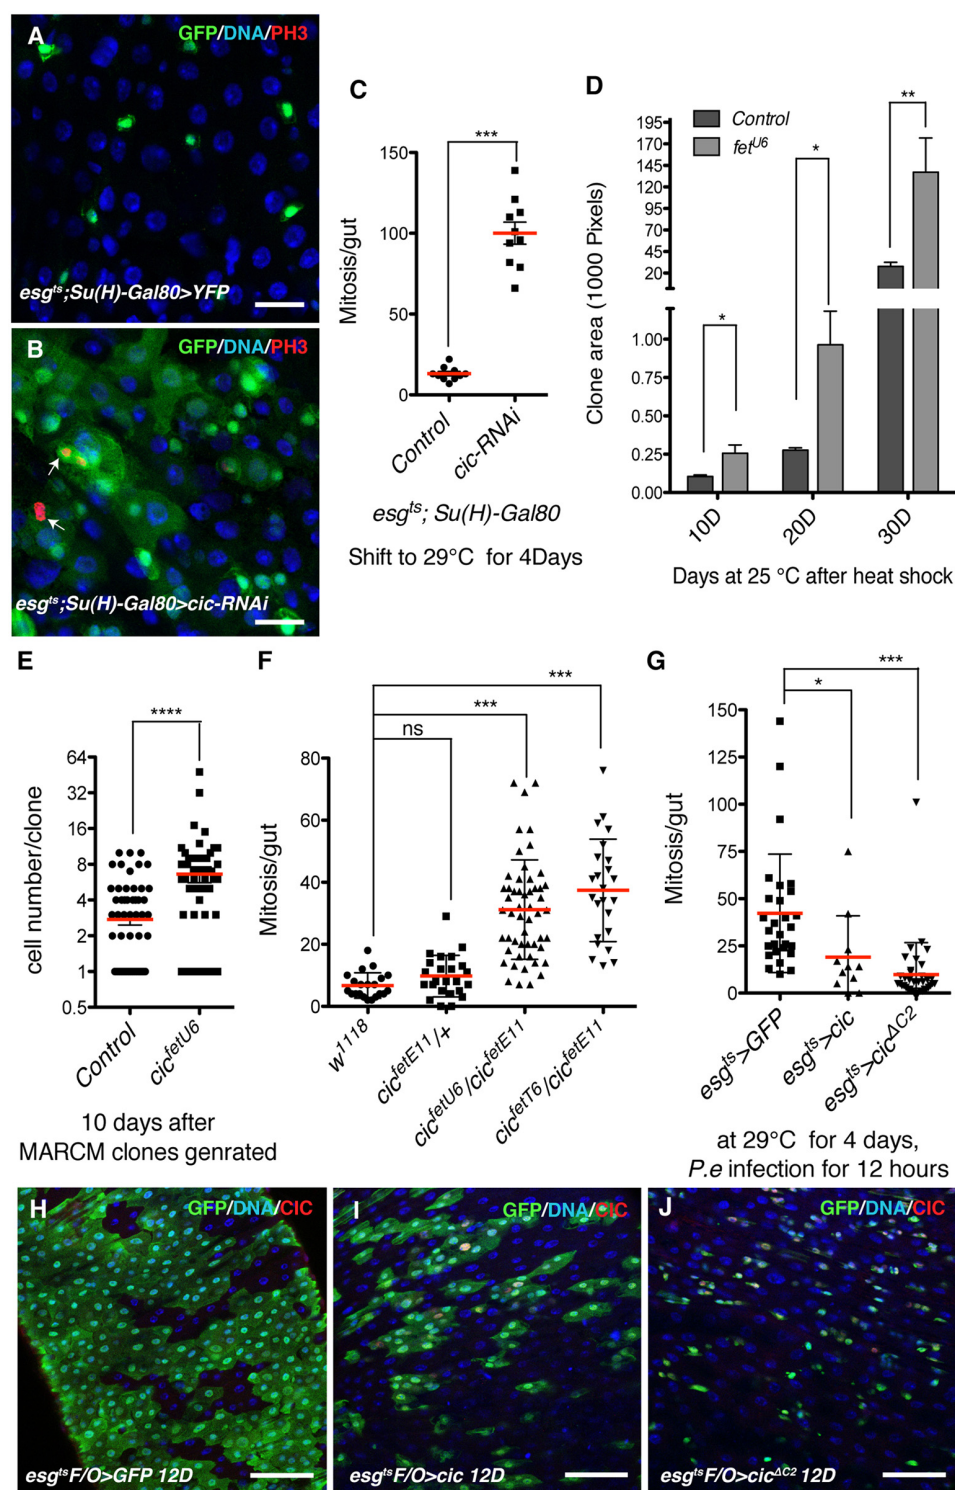 A
GFP/DNA/PH3
esg^ts;Su(H)-Gal80>YFP
B
GFP/DNA/PH3
esg^ts;Su(H)-Gal80>cic-RNAi
C
***
150
100
50
0
Mitosis/gut
Control
cic-RNAi
esg^ts; Su(H)-Gal80
Shift to 29°C for 4Days
D
Control
fet^U6
**
*
*
195
170
145
120
95
70
45
20
1.00
0.75
0.50
0.25
0.00
Clone area (1000 Pixels)
10D
20D
30D
Days at 25 °C after heat shock
E
****
64
32
16
8
4
2
1
0.5
cell number/clone
Control
cic^fetU6
10 days after
MARCM clones genrated
F
***
***
ns
80
60
40
20
0
Mitosis/gut
w^1118
cic^fetE11/+
cic^fetU6/cic^fetE11
cic^fetT6/cic^fetE11
G
***
*
150
100
75
50
25
0
Mitosis/gut
esg^ts>GFP
esg^ts>cic
esg^ts>cic^ΔC2
at 29°C for 4 days,
P.e infection for 12 hours
H
GFP/DNA/CIC
esg^tsF/O>GFP 12D
I
GFP/DNA/CIC
esg^tsF/O>cic 12D
J
GFP/DNA/CIC
esg^tsF/O>cic^ΔC2 12D